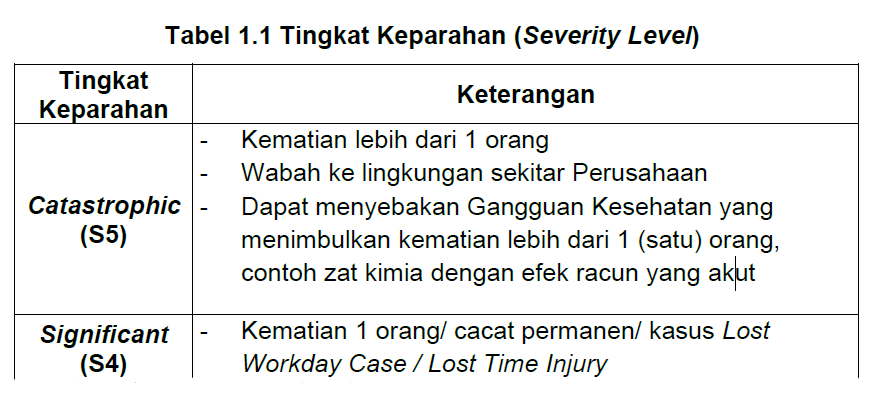 Tabel 1.1 Tingkat Keparahan (Severity Level)
Tingkat
Keparahan
Keterangan
Catastrophic
(S5)
- Kematian lebih dari 1 orang
- Wabah ke lingkungan sekitar Perusahaan
- Dapat menyebakan Gangguan Kesehatan yang
menimbulkan kematian lebih dari 1 (satu) orang,
contoh zat kimia dengan efek racun yang akut
Significant
(S4)
- Kematian 1 orang/ cacat permanen/ kasus Lost
Workday Case / Lost Time Injury